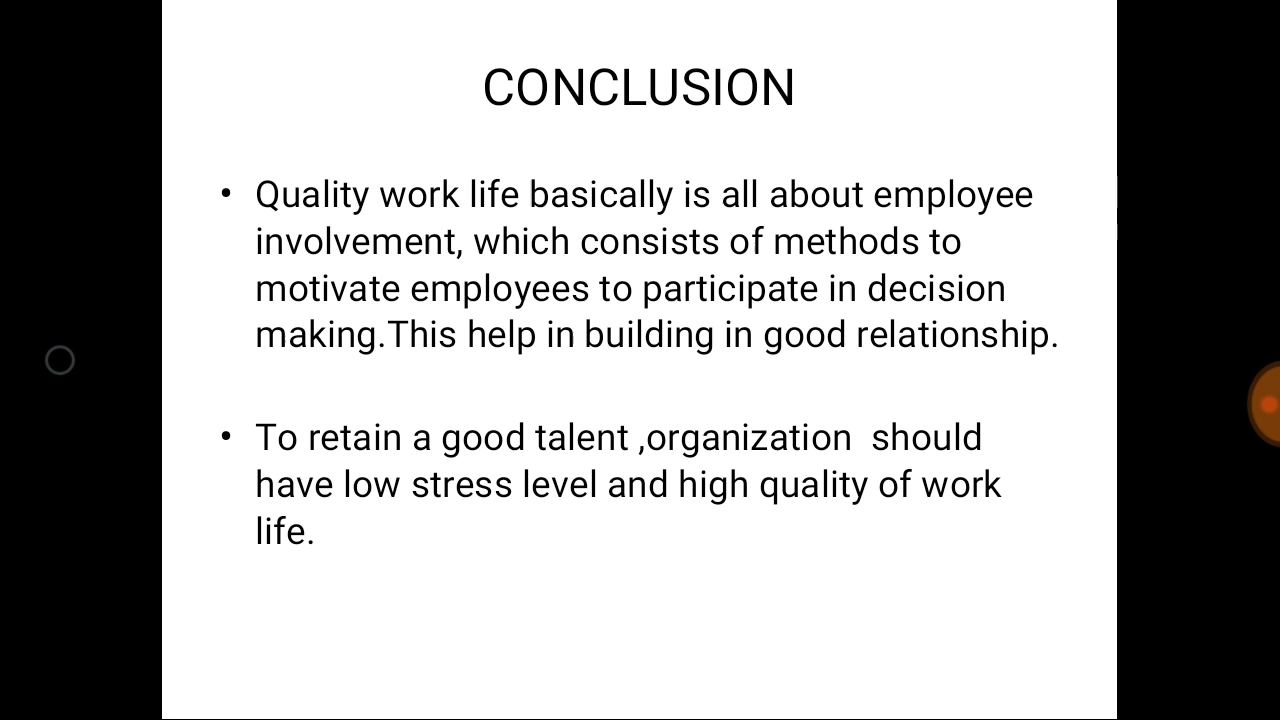 CONCLUSION
• Quality work life basically is all about employee
involvement, which consists of methods to
motivate employees to participate in decision
making.This help in building in good relationship.
• To retain a good talent ,organization  should
have low stress level and high quality of work
life.